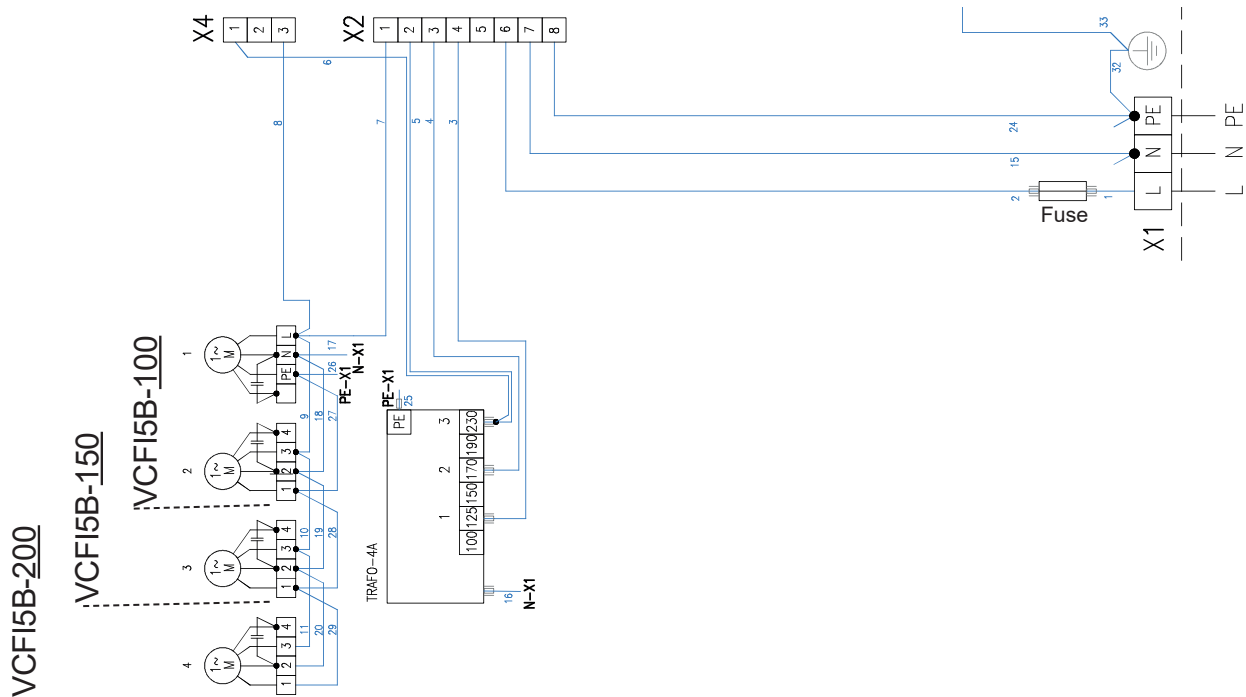 X4
1
2
3
X2
1
2
3
4
5
6
7
8
33
32
6
8
7
5
4
3
24
15
2
1
Fuse
PE
N
L
X1
PE
N
L
VCFI5B-100
VCFI5B-150
VCFI5B-200
1
1~
M
L
N
PE
17
N-X1
26
PE-X1
9
18
27
2
1~
M
4
3
2
1
10
19
28
3
1~
M
4
3
2
1
11
20
29
4
1~
M
4
3
2
1
PE-X1
25
PE
TRAFO-4A
3
2
1
230
190
170
150
125
100
16
N-X1